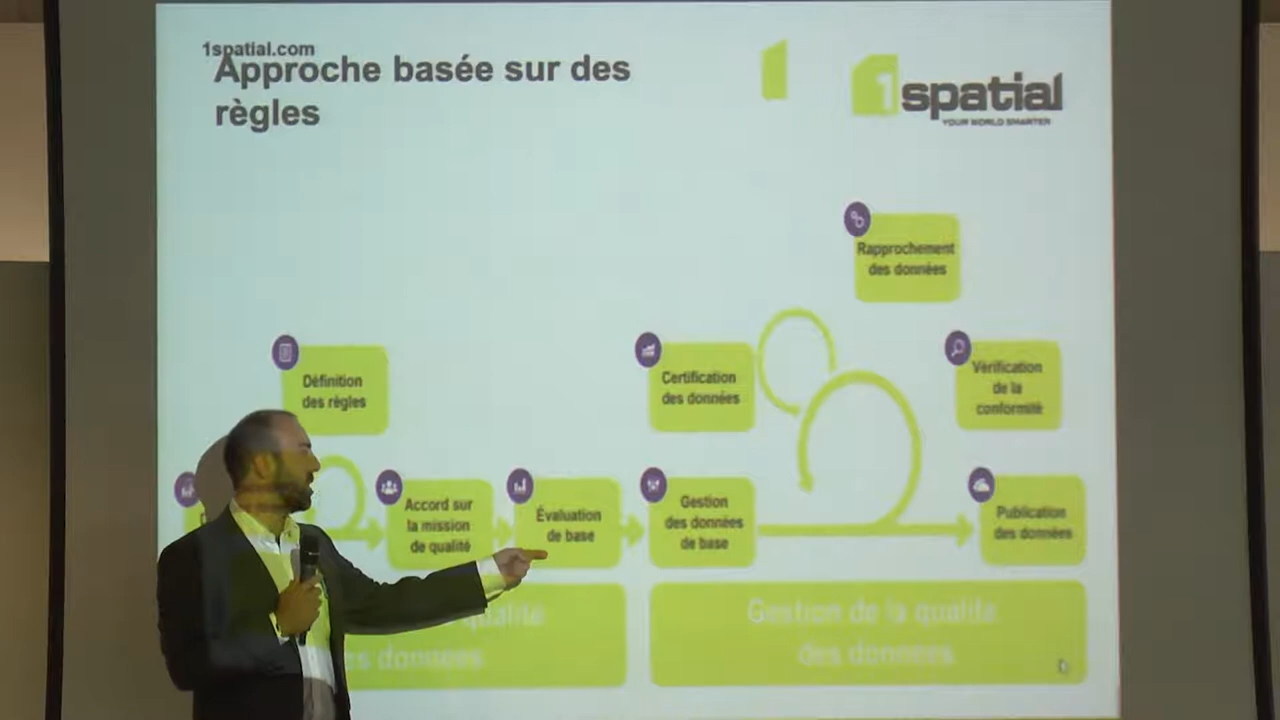 1spatial.com
Approche basée sur des
règles
1spatial
YOUR WORLD SMARTER
Rapprochement
des données
Définition
des règles
Certification
des données
Vérification
de la
conformité
Accord sur
la mission
de qualité
Évaluation
de base
Gestion
des données
de base
Publication
des données
qualité
des données
Gestion de la qualité
des données